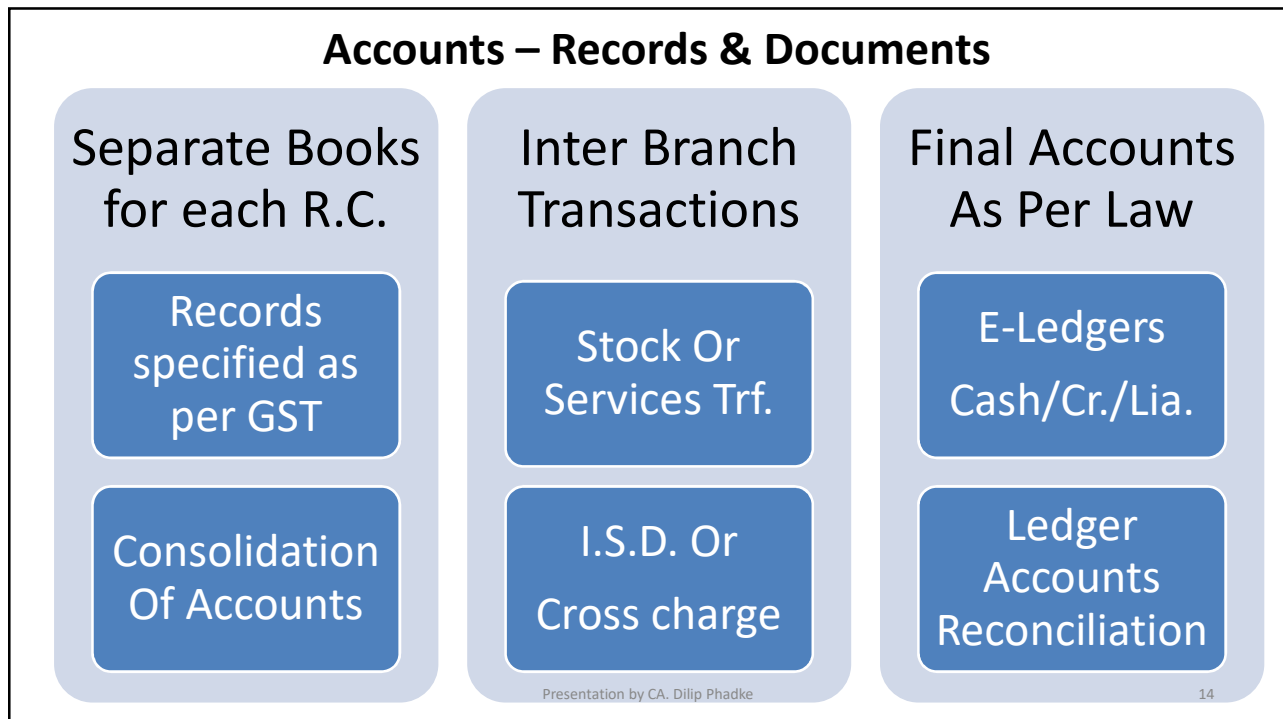 Accounts – Records & Documents
Separate Books
for each R.C.
Records
specified as
per GST
Consolidation
Of Accounts
Inter Branch
Transactions
Stock Or
Services Trf.
I.S.D. Or
Cross charge
Final Accounts
As Per Law
E-Ledgers
Cash/Cr./Lia.
Ledger
Accounts
Reconciliation
Presentation by CA. Dilip Phadke
14